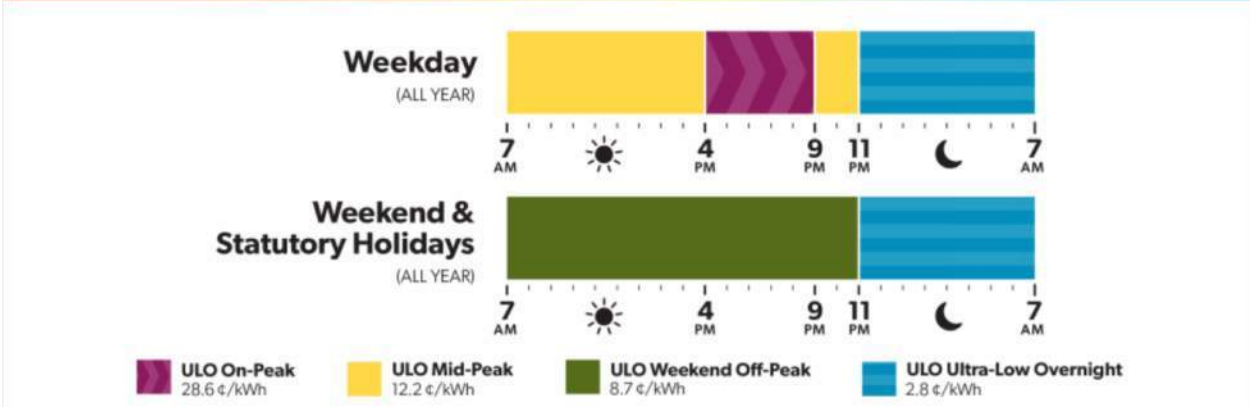 Weekday
(ALL YEAR)
7 4 9 11 7
AM PM PM PM AM
Weekend &
Statutory Holidays
(ALL YEAR)
7 4 9 11 7
AM PM PM PM AM
ULO On-Peak ULO Mid-Peak ULO Weekend Off-Peak ULO Ultra-Low Overnight
28.6 ¢/kWh 12.2 ¢/kWh 8.7 ¢/kWh 2.8 ¢/kWh